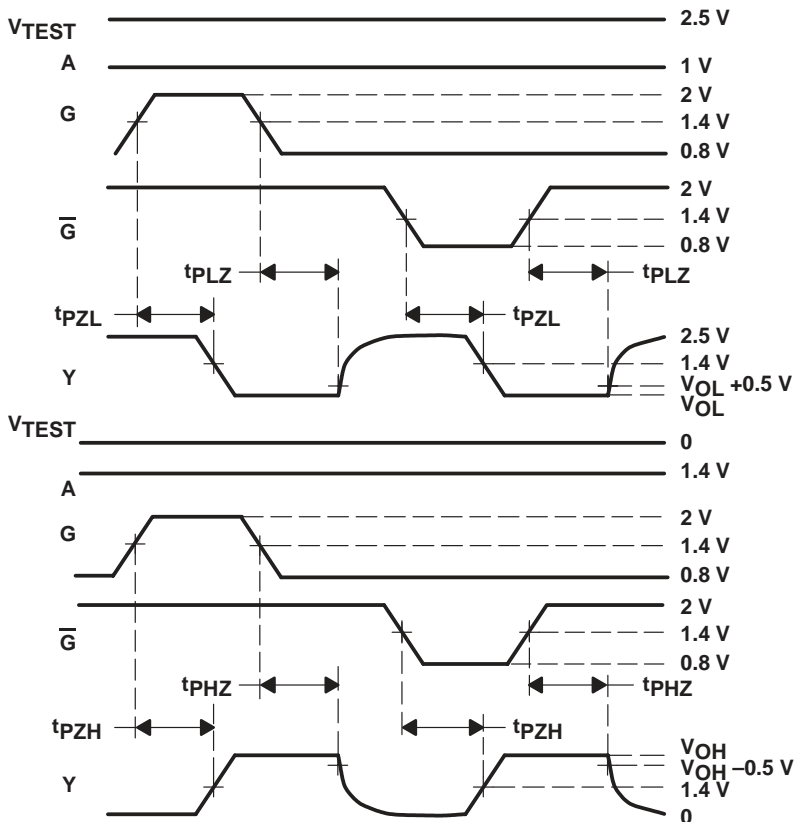 VTEST 2.5 V
A 1 V
2 V
G 1.4 V
0.8 V
2 V
G 1.4 V
0.8 V
tPLZ tPLZ
tPZL tPZL
2.5 V
1.4 V
Y VOL +0.5 V
VOL
VTEST 0
A 1.4 V
2 V
G 1.4 V
0.8 V
2 V
G 1.4 V
0.8 V
tPHZ tPHZ
tPZH tPZH
VOH
VOH –0.5 V
Y 1.4 V
0